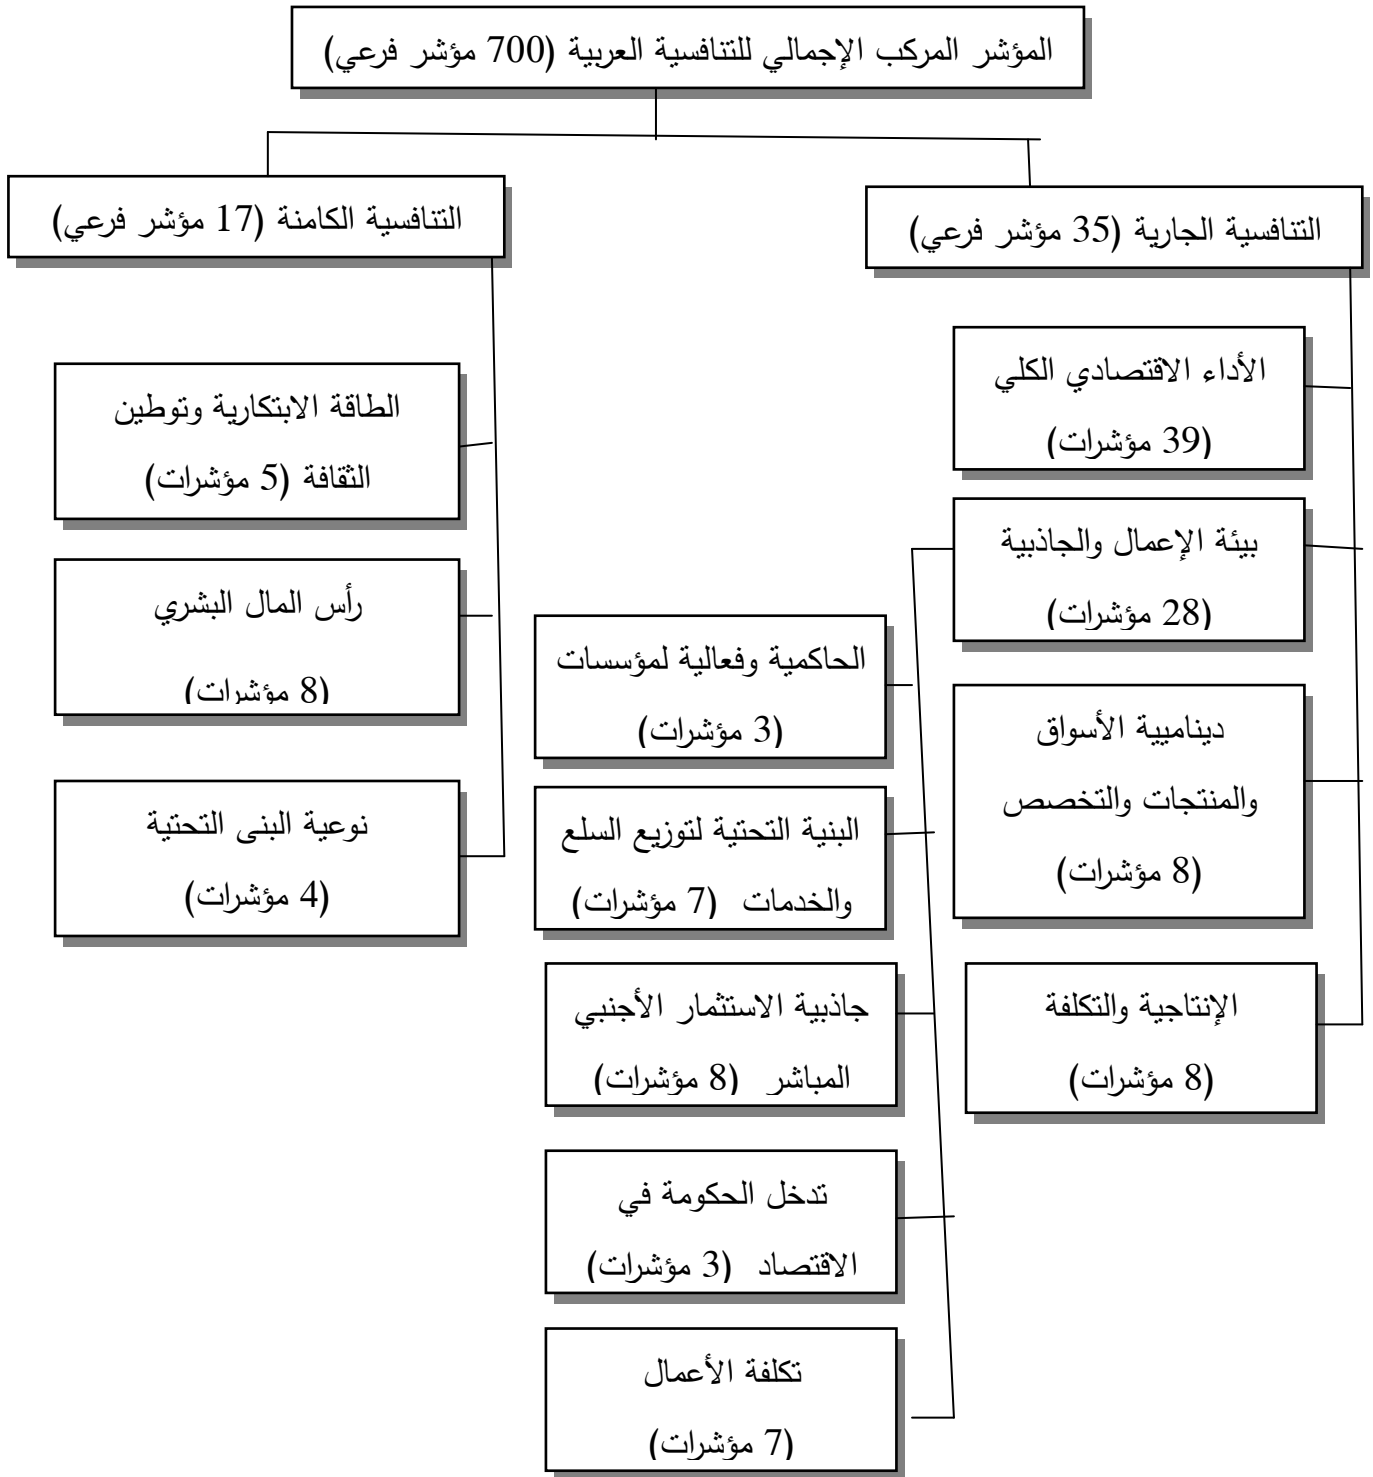 المؤشر المركب الإجمالي للتنافسية العربية (700 مؤشر فرعي)
التنافسية الجارية (35 مؤشر فرعي)
التنافسية الكامنة (17 مؤشر فرعي)
الأداء الاقتصادي الكلي
(39 مؤشرات)
بيئة الإعمال والجاذبية
(28 مؤشرات)
ديناميية الأسواق
والمنتجات والتخصص
(8 مؤشرات)
الإنتاجية والتكلفة
(8 مؤشرات)
الحاكمية وفعالية لمؤسسات
(3 مؤشرات)
البنية التحتية لتوزيع السلع
والخدمات (7 مؤشرات)
جاذبية الاستثمار الأجنبي
المباشر (8 مؤشرات)
تدخل الحكومة في
الاقتصاد (3 مؤشرات)
تكلفة الأعمال
(7 مؤشرات)
الطاقة الابتكارية وتوطين
الثقافة (5 مؤشرات)
رأس المال البشري
(8 مؤشرات)
نوعية البنى التحتية
(4 مؤشرات)